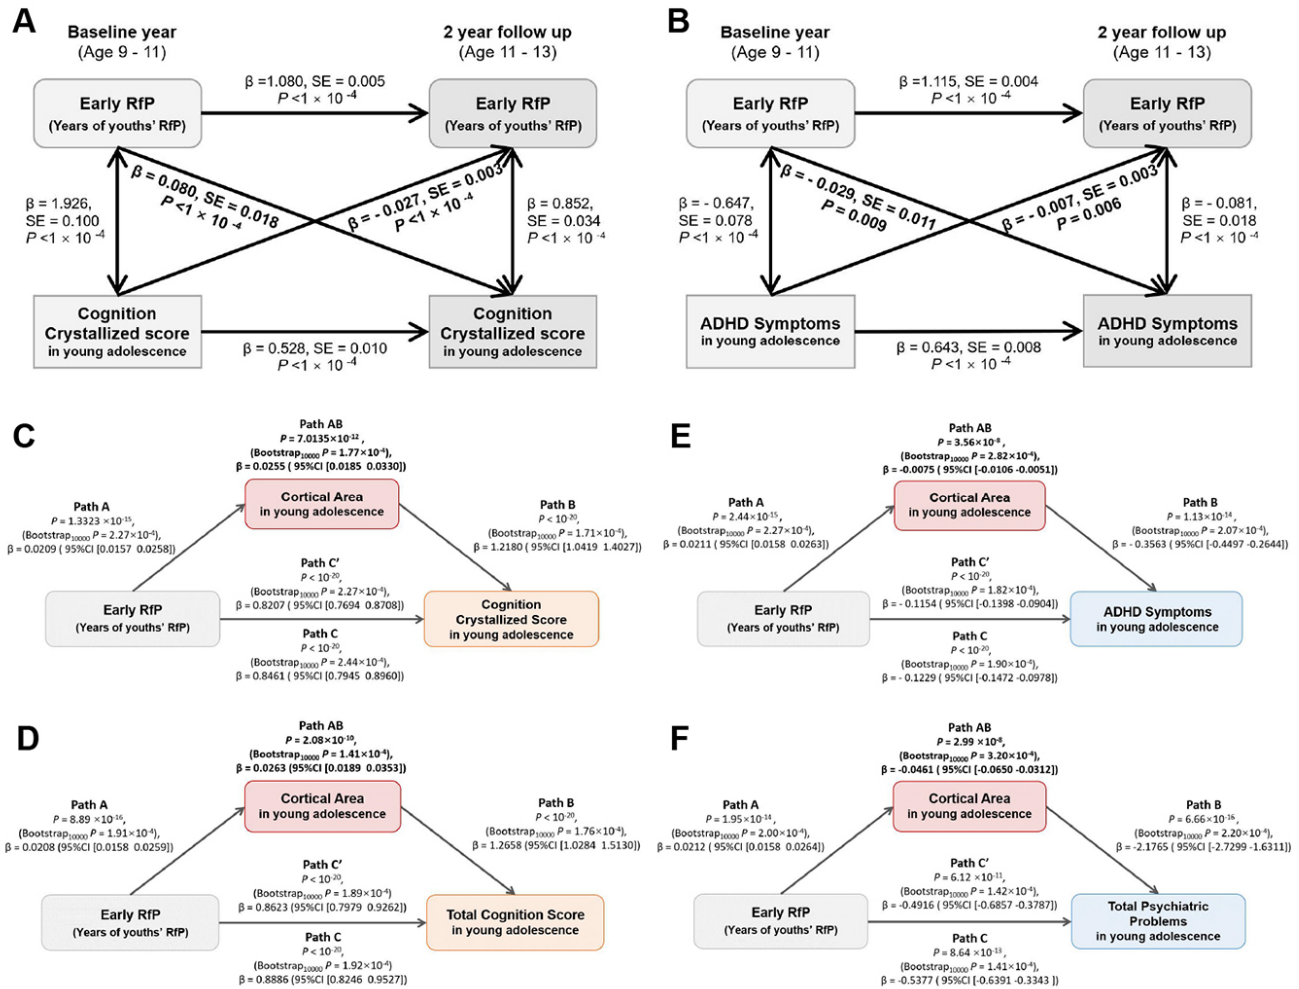 A
Baseline year
(Age 9 - 11)
2 year follow up
(Age 11 - 13)
Early RfP
(Years of youths' RfP)
β =1.080, SE = 0.005
P <1 × 10 -4
Early RfP
(Years of youths' RfP)
β = 1.926,
SE = 0.100
P <1 × 10 -4
β = 0.080, SE = 0.018
P <1 × 10 -4
β = - 0.027, SE = 0.003
P <1 × 10 -4
β = 0.852,
SE = 0.034
P <1 × 10 -4
Cognition
Crystallized score
in young adolescence
β = 0.528, SE = 0.010
P <1 × 10 -4
Cognition
Crystallized score
in young adolescence
B
Baseline year
(Age 9 - 11)
2 year follow up
(Age 11 - 13)
Early RfP
(Years of youths' RfP)
β =1.115, SE = 0.004
P <1 × 10 -4
Early RfP
(Years of youths' RfP)
β = - 0.647,
SE = 0.078
P <1 × 10 -4
β = - 0.029, SE = 0.011
P = 0.009
β = - 0.007, SE = 0.003
P = 0.006
β = - 0.081,
SE = 0.018
P <1 × 10 -4
ADHD Symptoms
in young adolescence
β = 0.643, SE = 0.008
P <1 × 10 -4
ADHD Symptoms
in young adolescence
C
Path AB
P = 7.0135×10-12 ,
(Bootstrap10000 P = 1.77×10-4),
β = 0.0255 ( 95%CI [0.0185 0.0330])
Cortical Area
in young adolescence
Path A
P = 1.3323 ×10-15,
(Bootstrap10000 P = 2.27×10-4),
β = 0.0209 ( 95%CI [0.0157 0.0258])
Path B
P < 10-20,
(Bootstrap10000 P = 1.71×10-4),
β = 1.2180 ( 95%CI [1.0419 1.4027])
Path C'
P < 10-20,
(Bootstrap10000 P = 2.27×10-4),
β = 0.8207 ( 95%CI [0.7694 0.8708])
Early RfP
(Years of youths' RfP)
Cognition
Crystallized Score
in young adolescence
Path C
P < 10-20,
(Bootstrap10000 P = 2.44×10-4),
β = 0.8461 ( 95%CI [0.7945 0.8960])
E
Path AB
P = 3.56×10-8 ,
(Bootstrap10000 P = 2.82×10-4),
β = -0.0075 ( 95%CI [-0.0106 -0.0051])
Cortical Area
in young adolescence
Path A
P = 2.44×10-15,
(Bootstrap10000 P = 2.27×10-4),
β = 0.0211 ( 95%CI [0.0158 0.0263])
Path B
P = 1.13×10-14,
(Bootstrap10000 P = 2.07×10-4),
β = - 0.3563 ( 95%CI [-0.4497 -0.2644])
Path C'
P < 10-20,
(Bootstrap10000 P = 1.82×10-4),
β = - 0.1154 ( 95%CI [-0.1398 -0.0904])
Early RfP
(Years of youths' RfP)
ADHD Symptoms
in young adolescence
Path C
P < 10-20,
(Bootstrap10000 P = 1.90×10-4),
β = - 0.1229 ( 95%CI [-0.1472 -0.0978])
D
Path AB
P = 2.08×10-10,
(Bootstrap10000 P = 1.41×10-4),
β = 0.0263 (95%CI [0.0189 0.0353])
Cortical Area
in young adolescence
Path A
P = 8.89 ×10-16,
(Bootstrap10000 P = 1.91×10-4),
β = 0.0208 (95%CI [0.0158 0.0259])
Path B
P < 10-20,
(Bootstrap10000 P = 1.76×10-4),
β = 1.2658 (95%CI [1.0284 1.5130])
Path C'
P < 10-20,
(Bootstrap10000 P = 1.89×10-4)
β = 0.8623 (95%CI [0.7979 0.9262])
Early RfP
(Years of youths' RfP)
Total Cognition Score
in young adolescence
Path C
P < 10-20,
(Bootstrap10000 P = 1.92×10-4)
β = 0.8886 (95%CI [0.8246 0.9527])
F
Path AB
P = 2.99 ×10-8,
(Bootstrap10000 P = 3.20×10-4),
β = -0.0461 ( 95%CI [-0.0650 -0.0312])
Cortical Area
in young adolescence
Path A
P = 1.95×10-14,
(Bootstrap10000 P = 2.00×10-4),
β = 0.0212 ( 95%CI [0.0158 0.0264])
Path B
P = 6.66×10-16,
(Bootstrap10000 P = 2.20×10-4),
β = -2.1765 ( 95%CI [-2.7299 -1.6311])
Path C'
P = 6.12 ×10-11,
(Bootstrap10000 P = 1.42×10-4),
β = -0.4916 ( 95%CI [-0.6857 -0.3787])
Early RfP
(Years of youths' RfP)
Total Psychiatric
Problems
in young adolescence
Path C
P = 8.64 ×10-13,
(Bootstrap10000 P = 1.41×10-4),
β = -0.5377 ( 95%CI [-0.6391 -0.3343 ])